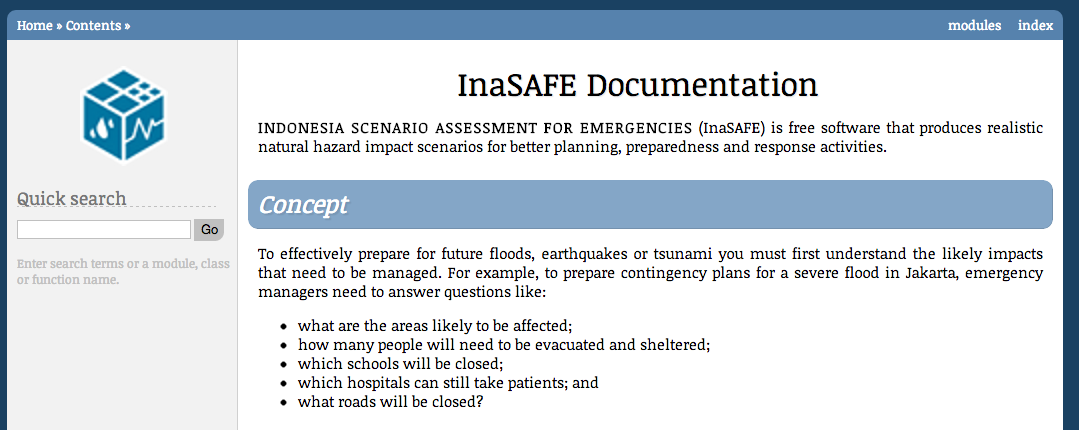 Home » Contents »
modules index
InaSAFE Documentation
INDONESIA SCENARIO ASSESSMENT FOR EMERGENCIES (InaSAFE) is free software that produces realistic
natural hazard impact scenarios for better planning, preparedness and response activities.
Quick search
Go
Enter search terms or a module, class
or function name.
Concept
To effectively prepare for future floods, earthquakes or tsunami you must first understand the likely impacts
that need to be managed. For example, to prepare contingency plans for a severe flood in Jakarta, emergency
managers need to answer questions like:
• what are the areas likely to be affected;
• how many people will need to be evacuated and sheltered;
• which schools will be closed;
• which hospitals can still take patients; and
• what roads will be closed?